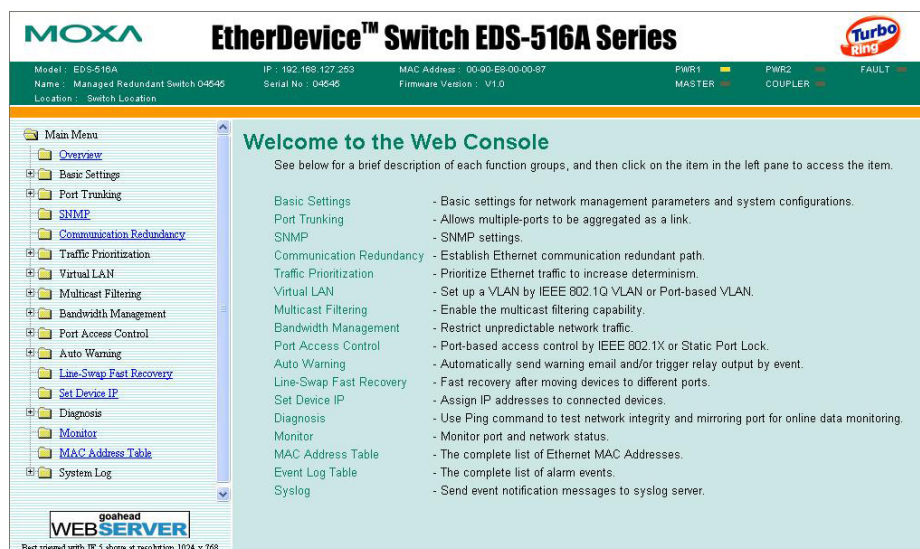 MOXA
EtherDevice™ Switch EDS-516A Series
Turbo Ring
Model : EDS-516A
IP : 192.168.127.253
MAC Address : 00-90-E8-00-00-87
PWR1
PWR2
FAULT
Name : Managed Redundant Switch 04545
Serial No : 04545
Firmware Version : V1.0
MASTER
COUPLER
Location : Switch Location
Main Menu
Overview
Basic Settings
Port Trunking
SNMP
Communication Redundancy
Traffic Prioritization
Virtual LAN
Multicast Filtering
Bandwidth Management
Port Access Control
Auto Warning
Line-Swap Fast Recovery
Set Device IP
Diagnosis
Monitor
MAC Address Table
System Log
goahead
WEBSERVER
Best viewed with IE 5 above at resolution 1024 x 768
Welcome to the Web Console
See below for a brief description of each function groups, and then click on the item in the left pane to access the item.
Basic Settings - Basic settings for network management parameters and system configurations.
Port Trunking - Allows multiple-ports to be aggregated as a link.
SNMP - SNMP settings.
Communication Redundancy - Establish Ethernet communication redundant path.
Traffic Prioritization - Prioritize Ethernet traffic to increase determinism.
Virtual LAN - Set up a VLAN by IEEE 802.1Q VLAN or Port-based VLAN.
Multicast Filtering - Enable the multicast filtering capability.
Bandwidth Management - Restrict unpredictable network traffic.
Port Access Control - Port-based access control by IEEE 802.1X or Static Port Lock.
Auto Warning - Automatically send warning email and/or trigger relay output by event.
Line-Swap Fast Recovery - Fast recovery after moving devices to different ports.
Set Device IP - Assign IP addresses to connected devices.
Diagnosis - Use Ping command to test network integrity and mirroring port for online data monitoring.
Monitor - Monitor port and network status.
MAC Address Table - The complete list of Ethernet MAC Addresses.
Event Log Table - The complete list of alarm events.
Syslog - Send event notification messages to syslog server.